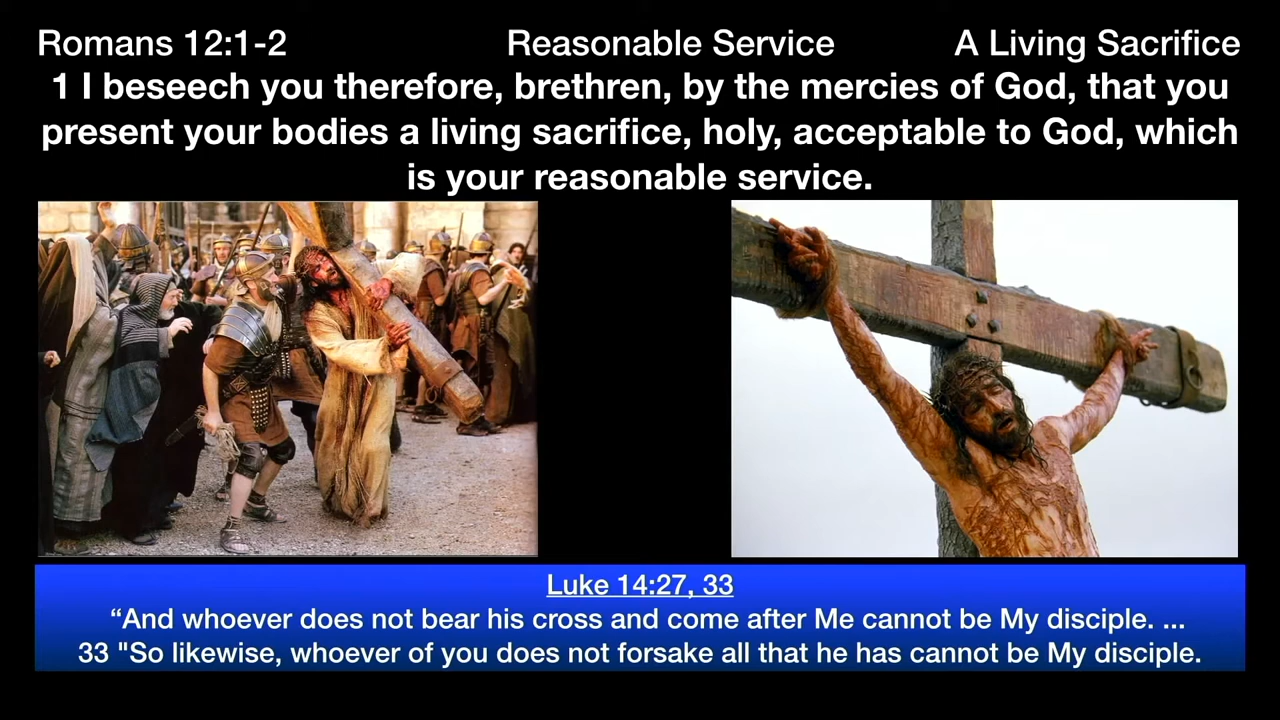 Romans 12:1-2 Reasonable Service A Living Sacrifice
1 I beseech you therefore, brethren, by the mercies of God, that you
present your bodies a living sacrifice, holy, acceptable to God, which
is your reasonable service.
Luke 14:27, 33
“And whoever does not bear his cross and come after Me cannot be My disciple. ...
33 "So likewise, whoever of you does not forsake all that he has cannot be My disciple.